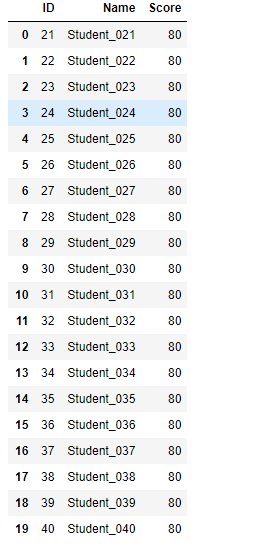 ID Name Score
0 21 Student_021 80
1 22 Student_022 80
2 23 Student_023 80
3 24 Student_024 80
4 25 Student_025 80
5 26 Student_026 80
6 27 Student_027 80
7 28 Student_028 80
8 29 Student_029 80
9 30 Student_030 80
10 31 Student_031 80
11 32 Student_032 80
12 33 Student_033 80
13 34 Student_034 80
14 35 Student_035 80
15 36 Student_036 80
16 37 Student_037 80
17 38 Student_038 80
18 39 Student_039 80
19 40 Student_040 80